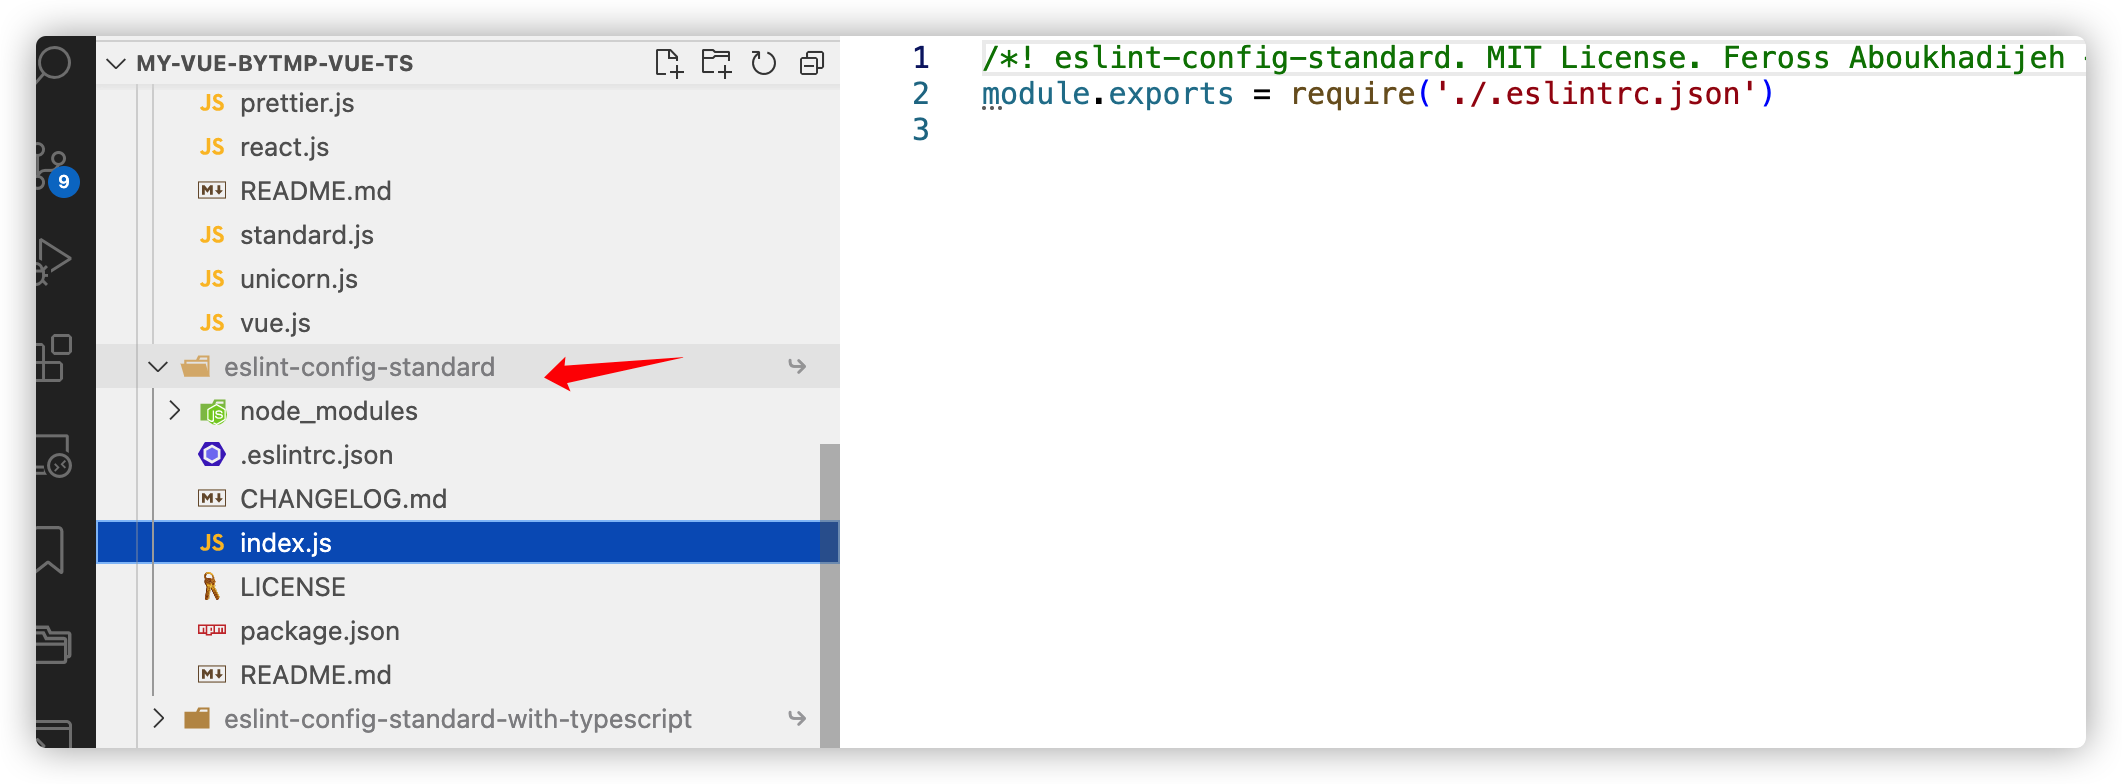 MY-VUE-BYTMP-VUE-TS
JS prettier.js
JS react.js
M README.md
JS standard.js
JS unicorn.js
JS vue.js
eslint-config-standard
JS node_modules
.eslintrc.json
M CHANGELOG.md
JS index.js
LICENSE
npm package.json
M README.md
eslint-config-standard-with-typescript
9
1 /*! eslint-config-standard. MIT License. Feross Aboukhadijeh
2 module.exports = require('./.eslintrc.json')
3